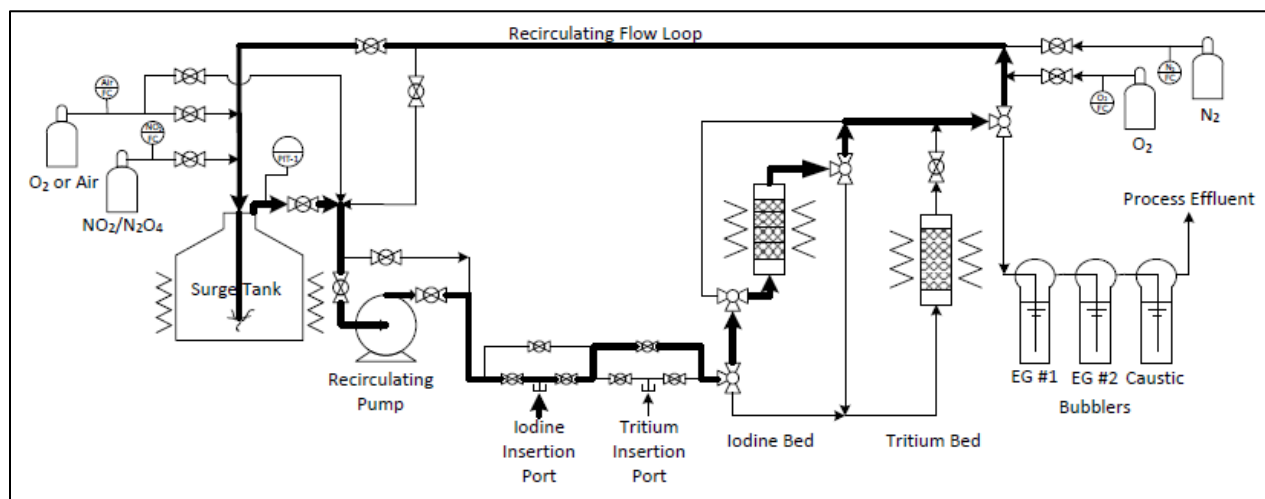 Recirculating Flow Loop
Air
FC
NO₂
FC
O₂ or Air
NO₂/N₂O₄
PIT-1
Surge Tank
Recirculating
Pump
Iodine
Insertion
Port
Tritium
Insertion
Port
Iodine Bed
Tritium Bed
N₂
FC
O₂
FC
N₂
O₂
Process Effluent
EG #1
EG #2
Caustic
Bubblers